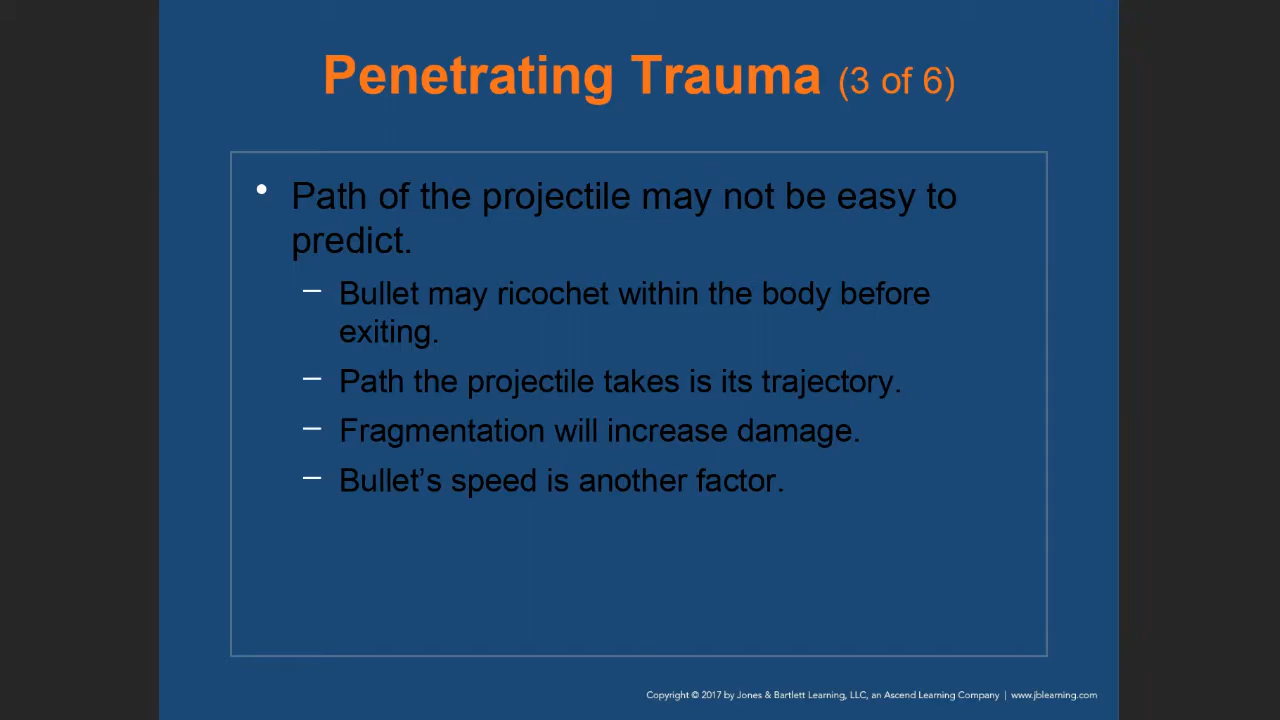 Penetrating Trauma (3 of 6)
• Path of the projectile may not be easy to
predict.
– Bullet may ricochet within the body before
exiting.
– Path the projectile takes is its trajectory.
– Fragmentation will increase damage.
– Bullet’s speed is another factor.
Copyright © 2017 by Jones & Bartlett Learning, LLC, an Ascend Learning Company | www.jblearning.com